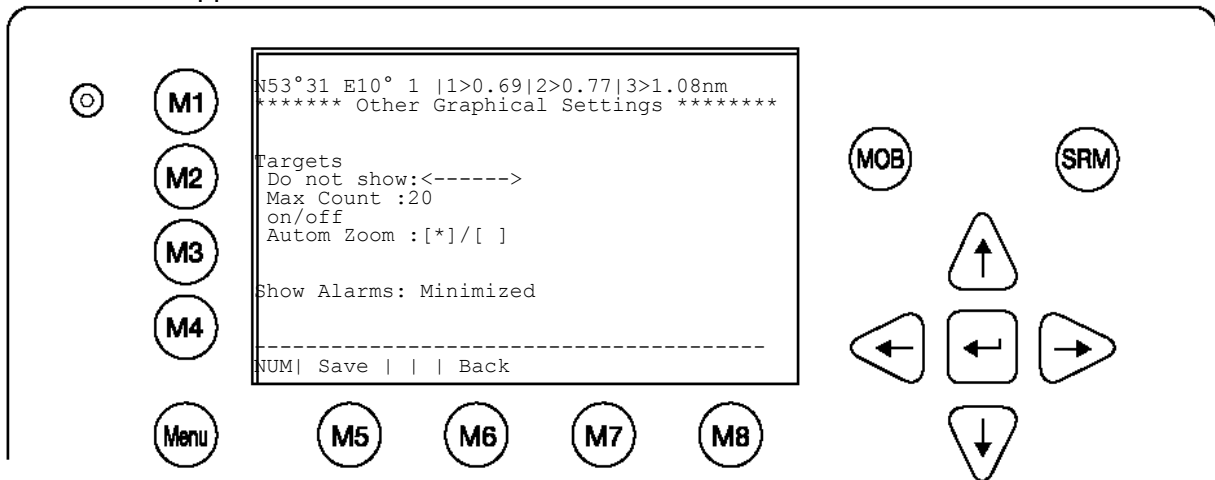 N53°31 E10° 1 |1>0.69|2>0.77|3>1.08nm
******* Other Graphical Settings ********
Targets
Do not show:<------>
Max Count :20
on/off
Autom Zoom :[*]/[ ]
Show Alarms: Minimized
----------------------------------------
NUM| Save | | | Back
M1
M2
M3
M4
Menu
M5
M6
M7
M8
MOB
SRM